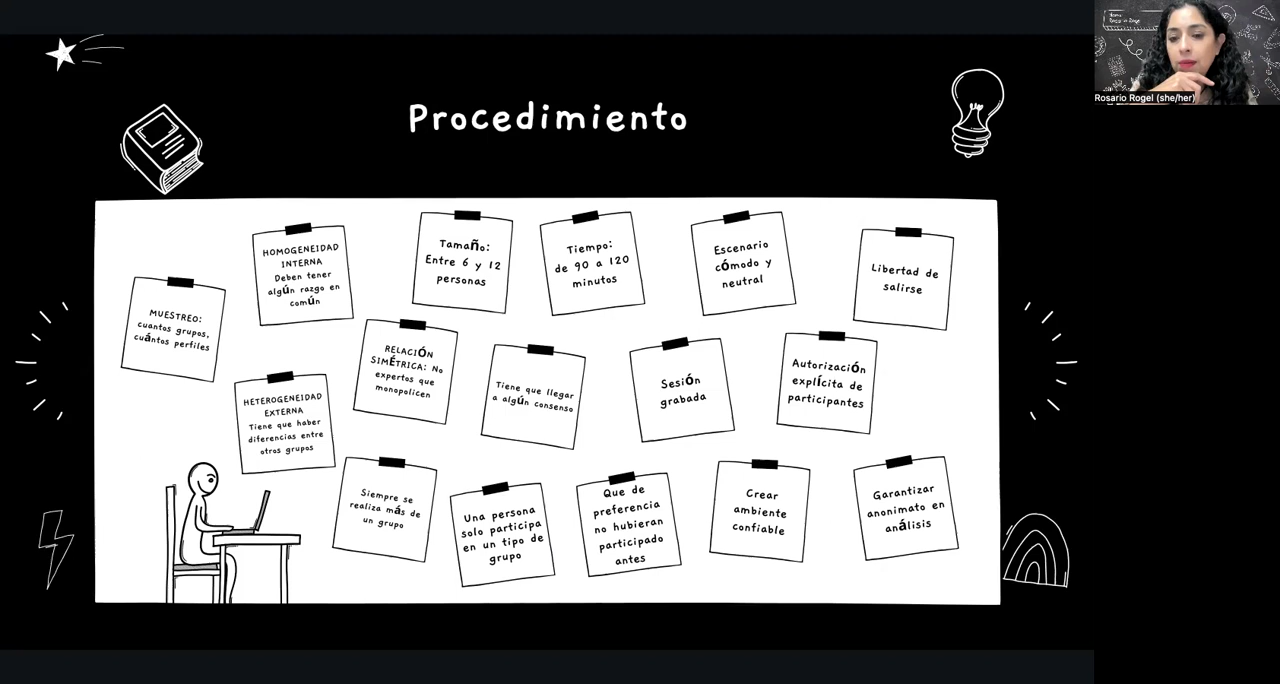 Procedimiento
Rosario Rogel (she/her)
MUESTREO:
cuantos grupos,
cuántos perfiles
HOMOGENEIDAD
INTERNA
Deben tener
algún razgo en
común
Tamaño:
Entre 6 y 12
personas
Tiempo:
de 90 a 120
minutos
Escenario
cómodo y
neutral
Libertad de
salirse
HETEROGENEIDAD
EXTERNA
Tiene que haber
diferencias entre
otros grupos
RELACIÓN
SIMÉTRICA: No
expertos que
monopolicen
Tiene que llegar
a algún consenso
Sesión
grabada
Autorización
explícita de
participantes
Siempre se
realiza más de
un grupo
Una persona
solo participa
en un tipo de
grupo
Que de
preferencia
no hubieran
participado
antes
Crear
ambiente
confiable
Garantizar
anonimato en
análisis